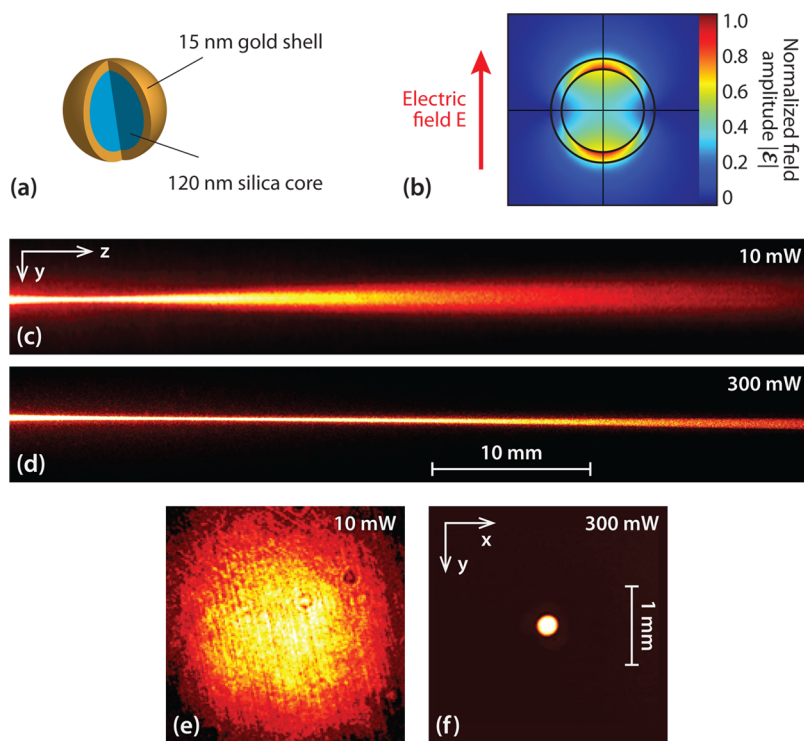 15 nm gold shell
120 nm silica core
(a)
Electric
field E
(b)
1.0
0.8
0.6
0.4
0.2
0
Normalized field
amplitude |ℰ|
z
y
10 mW
(c)
300 mW
(d)
10 mm
10 mW
(e)
x
y
300 mW
1 mm
(f)